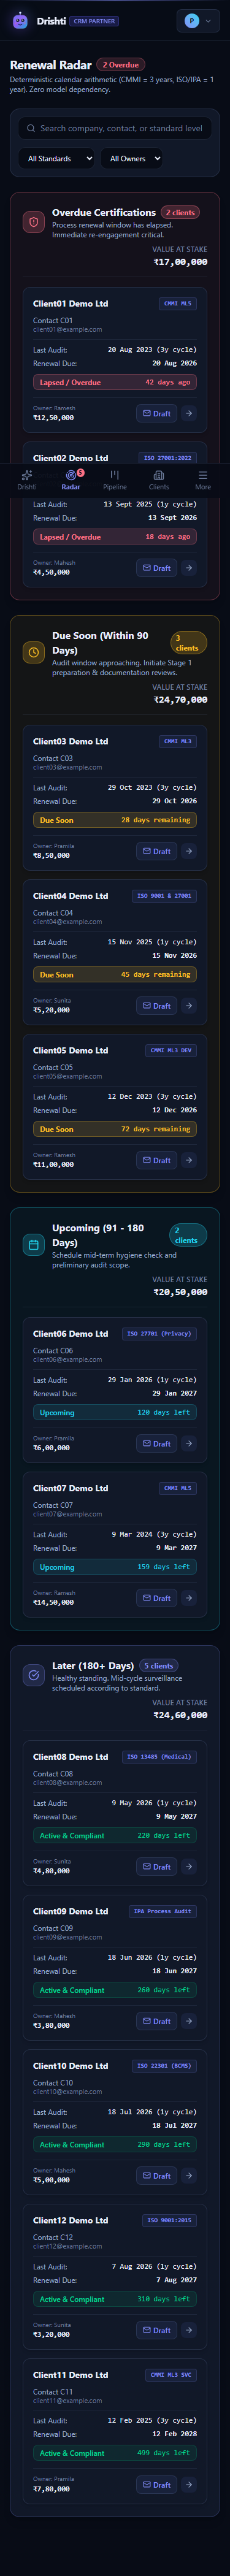 Drishti CRM PARTNER P
Renewal Radar 2 Overdue
Deterministic calendar arithmetic (CMMI = 3 years, ISO/IPA = 1
year). Zero model dependency.
Search company, contact, or standard level
All Standards All Owners
Overdue Certifications 2 clients
Process renewal window has elapsed.
Immediate re-engagement critical.
VALUE AT STAKE
₹17,00,000
Client01 Demo Ltd CMMI ML5
Contact C01
client01@example.com
Last Audit: 20 Aug 2023 (3y cycle)
Renewal Due: 20 Aug 2026
Lapsed / Overdue 42 days ago
Owner: Ramesh
₹12,50,000 Draft
Client02 Demo Ltd ISO 27001:2022
Drishti Radar 5 Pipeline Clients More
13 Sept 2025 (1y cycle)
Renewal Due: 13 Sept 2026
Lapsed / Overdue 18 days ago
Owner: Mahesh
₹4,50,000 Draft
Due Soon (Within 90
Days) 3
clients
Audit window approaching. Initiate Stage 1
preparation & documentation reviews.
VALUE AT STAKE
₹24,70,000
Client03 Demo Ltd CMMI ML3
Contact C03
client03@example.com
Last Audit: 29 Oct 2023 (3y cycle)
Renewal Due: 29 Oct 2026
Due Soon 28 days remaining
Owner: Pramila
₹8,50,000 Draft
Client04 Demo Ltd ISO 9001 & 27001
Contact C04
client04@example.com
Last Audit: 15 Nov 2025 (1y cycle)
Renewal Due: 15 Nov 2026
Due Soon 45 days remaining
Owner: Sunita
₹5,20,000 Draft
Client05 Demo Ltd CMMI ML3 DEV
Contact C05
client05@example.com
Last Audit: 12 Dec 2023 (3y cycle)
Renewal Due: 12 Dec 2026
Due Soon 72 days remaining
Owner: Ramesh
₹11,00,000 Draft
Upcoming (91 - 180
Days) 2
clients
Schedule mid-term hygiene check and
preliminary audit scope.
VALUE AT STAKE
₹20,50,000
Client06 Demo Ltd ISO 27701 (Privacy)
Contact C06
client06@example.com
Last Audit: 29 Jan 2026 (1y cycle)
Renewal Due: 29 Jan 2027
Upcoming 120 days left
Owner: Pramila
₹6,00,000 Draft
Client07 Demo Ltd CMMI ML5
Contact C07
client07@example.com
Last Audit: 9 Mar 2024 (3y cycle)
Renewal Due: 9 Mar 2027
Upcoming 159 days left
Owner: Ramesh
₹14,50,000 Draft
Later (180+ Days) 5 clients
Healthy standing. Mid-cycle surveillance
scheduled according to standard.
VALUE AT STAKE
₹24,60,000
Client08 Demo Ltd ISO 13485 (Medical)
Contact C08
client08@example.com
Last Audit: 9 May 2026 (1y cycle)
Renewal Due: 9 May 2027
Active & Compliant 220 days left
Owner: Sunita
₹4,80,000 Draft
Client09 Demo Ltd IPA Process Audit
Contact C09
client09@example.com
Last Audit: 18 Jun 2026 (1y cycle)
Renewal Due: 18 Jun 2027
Active & Compliant 260 days left
Owner: Mahesh
₹3,80,000 Draft
Client10 Demo Ltd ISO 22301 (BCMS)
Contact C10
client10@example.com
Last Audit: 18 Jul 2026 (1y cycle)
Renewal Due: 18 Jul 2027
Active & Compliant 290 days left
Owner: Mahesh
₹5,00,000 Draft
Client12 Demo Ltd ISO 9001:2015
Contact C12
client12@example.com
Last Audit: 7 Aug 2026 (1y cycle)
Renewal Due: 7 Aug 2027
Active & Compliant 310 days left
Owner: Sunita
₹3,20,000 Draft
Client11 Demo Ltd CMMI ML3 SVC
Contact C11
client11@example.com
Last Audit: 12 Feb 2025 (3y cycle)
Renewal Due: 12 Feb 2028
Active & Compliant 499 days left
Owner: Pramila
₹7,80,000 Draft